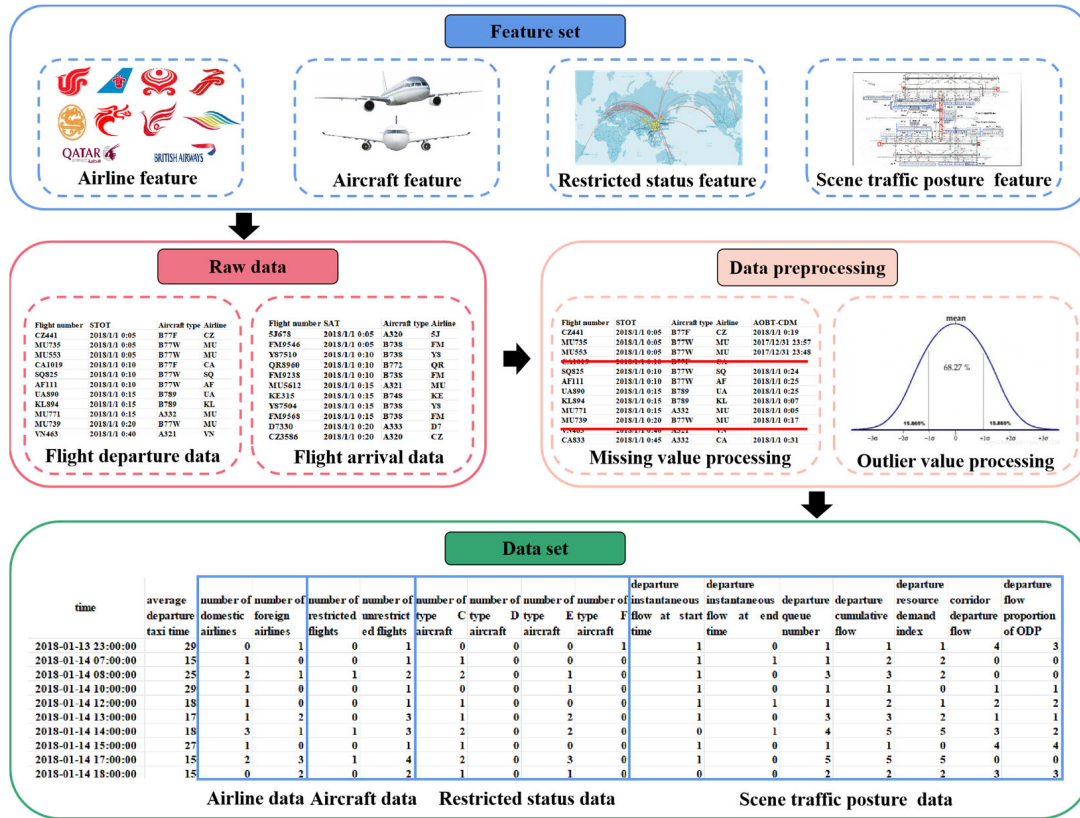 Feature set
QATAR
BRITISH AIRWAYS
Airline feature
Aircraft feature
Restricted status feature
Scene traffic posture feature
Raw data
Flight number STOT Aircraft type Airline
CZ441 2018/1/1 0:05 B77F CZ
MU735 2018/1/1 0:05 B77W MU
MU553 2018/1/1 0:05 B77W MU
CA1019 2018/1/1 0:10 B77F CA
SQ825 2018/1/1 0:10 B77W SQ
AF111 2018/1/1 0:10 B77W AF
UA890 2018/1/1 0:15 B789 UA
KL894 2018/1/1 0:15 B789 KL
MU771 2018/1/1 0:15 A332 MU
MU739 2018/1/1 0:20 B77W MU
VN463 2018/1/1 0:40 A321 VN
Flight departure data
Flight number SAT Aircraft type Airline
5J678 2018/1/1 0:05 A320 5J
FM9546 2018/1/1 0:05 B738 FM
Y87510 2018/1/1 0:10 B738 Y8
QR8960 2018/1/1 0:10 B772 QR
FM9238 2018/1/1 0:10 B738 FM
MU5612 2018/1/1 0:15 A321 MU
KE315 2018/1/1 0:15 B748 KE
Y87504 2018/1/1 0:15 B738 Y8
FM9568 2018/1/1 0:15 B738 FM
D7330 2018/1/1 0:20 A333 D7
CZ3586 2018/1/1 0:20 A320 CZ
Flight arrival data
Data preprocessing
Flight number STOT Aircraft type Airline AOBT-CDM
CZ441 2018/1/1 0:05 B77F CZ 2018/1/1 0:19
MU735 2018/1/1 0:05 B77W MU 2017/12/31 23:57
MU553 2018/1/1 0:05 B77W MU 2017/12/31 23:48
SQ825 2018/1/1 0:10 B77W SQ 2018/1/1 0:24
AF111 2018/1/1 0:10 B77W AF 2018/1/1 0:25
UA890 2018/1/1 0:15 B789 UA 2018/1/1 0:25
KL894 2018/1/1 0:15 B789 KL 2018/1/1 0:07
MU771 2018/1/1 0:15 A332 MU 2018/1/1 0:05
MU739 2018/1/1 0:20 B77W MU 2018/1/1 0:17
CA833 2018/1/1 0:45 A332 CA 2018/1/1 0:31
Missing value processing
mean
68.27 %
15.865% 15.865%
−3σ −2σ −1σ 0 +1σ +2σ +3σ
Outlier value processing
Data set
time
average departure taxi time
number of domestic airlines
number of foreign airlines
number of restricted flights
number of unrestricted flights
number of type C aircraft
number of type D aircraft
number of type E aircraft
number of type F aircraft
departure instantaneous flow at start time
departure instantaneous flow at end time
departure queue number
departure cumulative flow
departure resource demand index
corridor departure flow
departure flow proportion of ODP
2018-01-13 23:00:00 29 0 1 0 1 0 0 0 1 1 0 1 1 1 4 3
2018-01-14 07:00:00 15 1 0 0 1 1 0 0 0 1 1 1 2 2 0 0
2018-01-14 08:00:00 25 2 1 1 2 2 0 1 0 1 0 3 3 2 0 0
2018-01-14 10:00:00 29 1 0 0 1 0 0 1 0 1 0 1 1 0 1 1
2018-01-14 12:00:00 18 1 0 0 1 1 0 0 0 1 1 1 2 1 2 2
2018-01-14 13:00:00 17 1 2 0 3 1 0 2 0 1 0 3 3 2 1 1
2018-01-14 14:00:00 18 3 1 1 3 2 0 2 0 0 1 4 5 5 3 2
2018-01-14 15:00:00 27 1 0 0 1 1 0 0 0 1 0 1 1 0 4 4
2018-01-14 17:00:00 15 2 3 1 4 2 0 3 0 1 0 5 5 5 0 0
2018-01-14 18:00:00 15 0 2 0 2 1 0 1 0 0 0 2 2 2 3 3
Airline data Aircraft data Restricted status data Scene traffic posture data